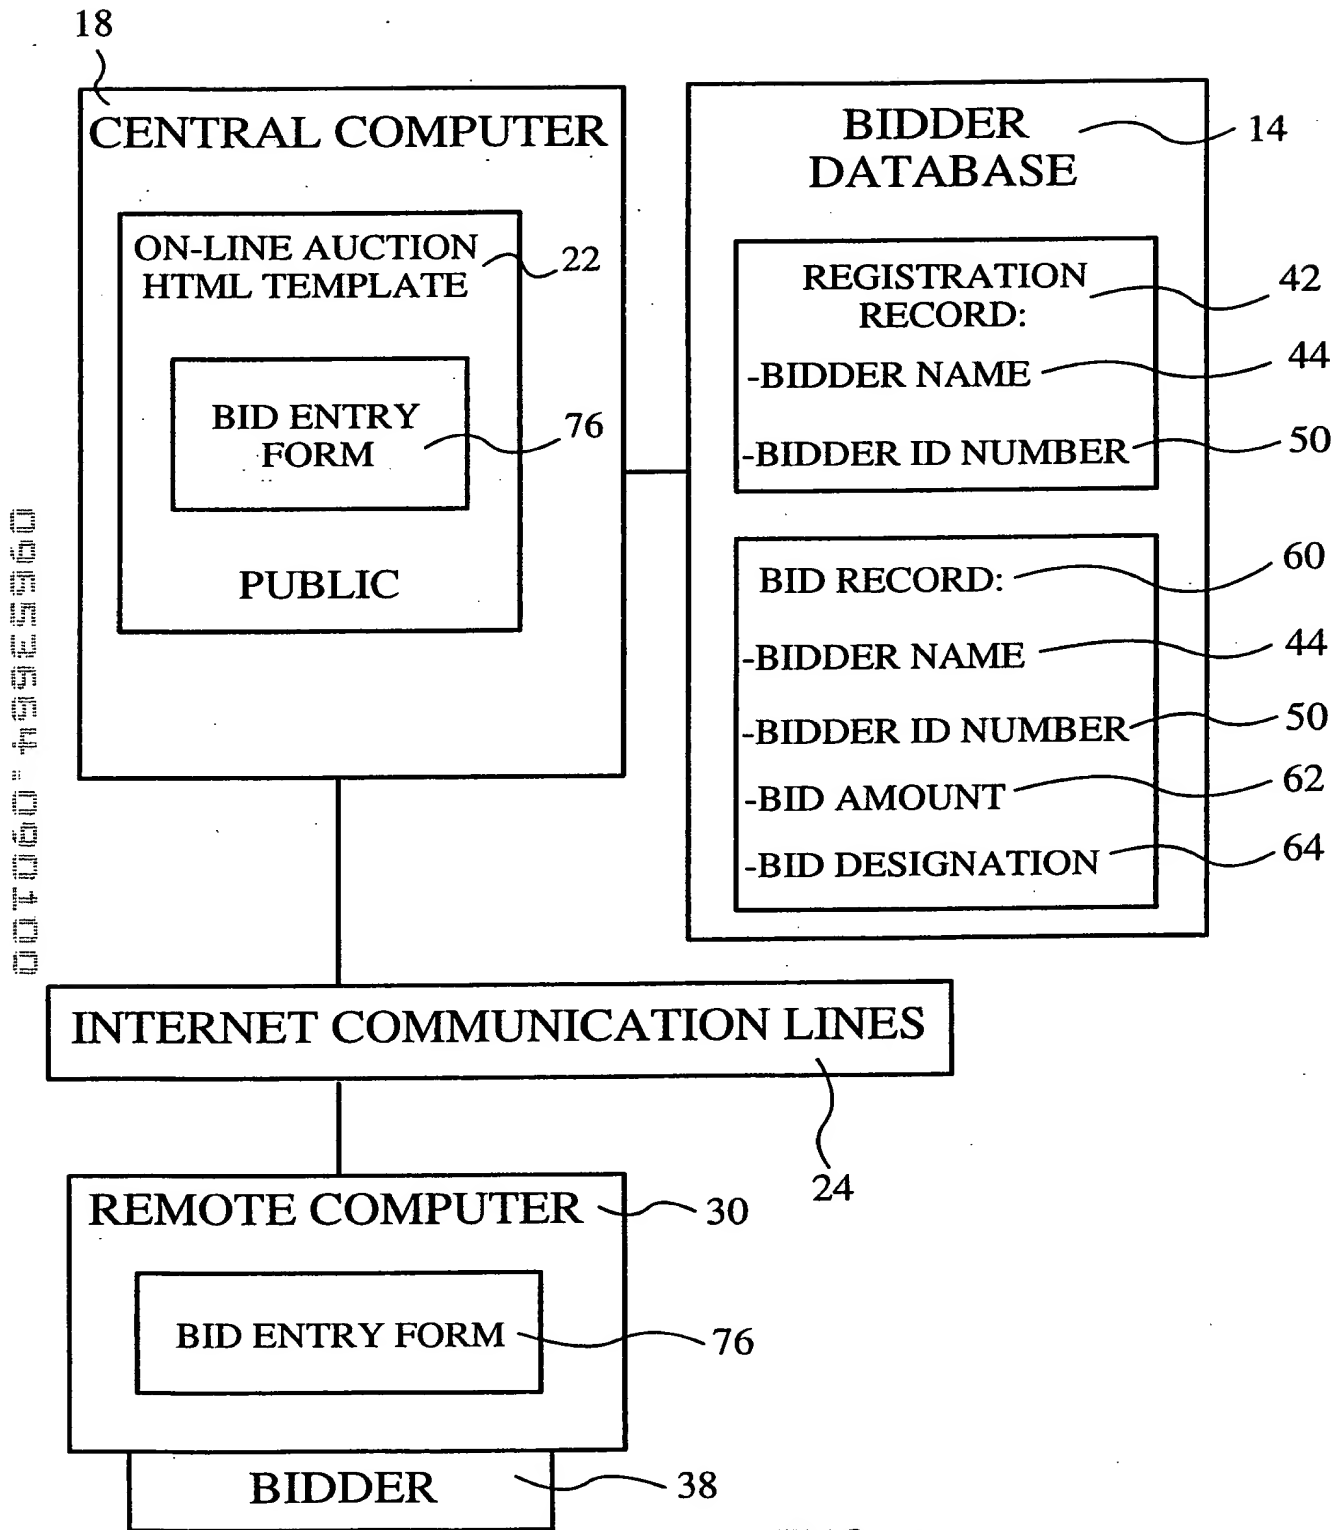 18
CENTRAL COMPUTER
ON-LINE AUCTION
HTML TEMPLATE
22
BID ENTRY
FORM
76
PUBLIC
BIDDER
DATABASE
14
REGISTRATION
RECORD:
42
-BIDDER NAME
44
-BIDDER ID NUMBER
50
BID RECORD:
60
-BIDDER NAME
44
-BIDDER ID NUMBER
50
-BID AMOUNT
62
-BID DESIGNATION
64
INTERNET COMMUNICATION LINES
24
REMOTE COMPUTER
30
BID ENTRY FORM
76
BIDDER
38
09653664.090100